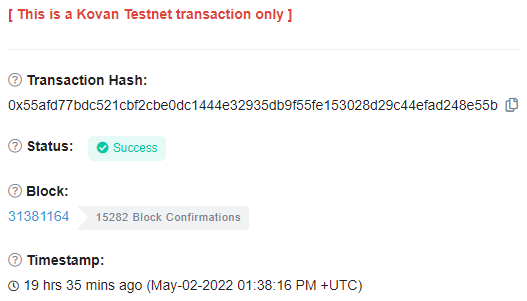 [ This is a Kovan Testnet transaction only ]
Transaction Hash:
0x55afd77bdc521cbf2cbe0dc1444e32935db9f55fe153028d29c44efad248e55b
Status: Success
Block:
31381164 15282 Block Confirmations
Timestamp:
19 hrs 35 mins ago (May-02-2022 01:38:16 PM +UTC)